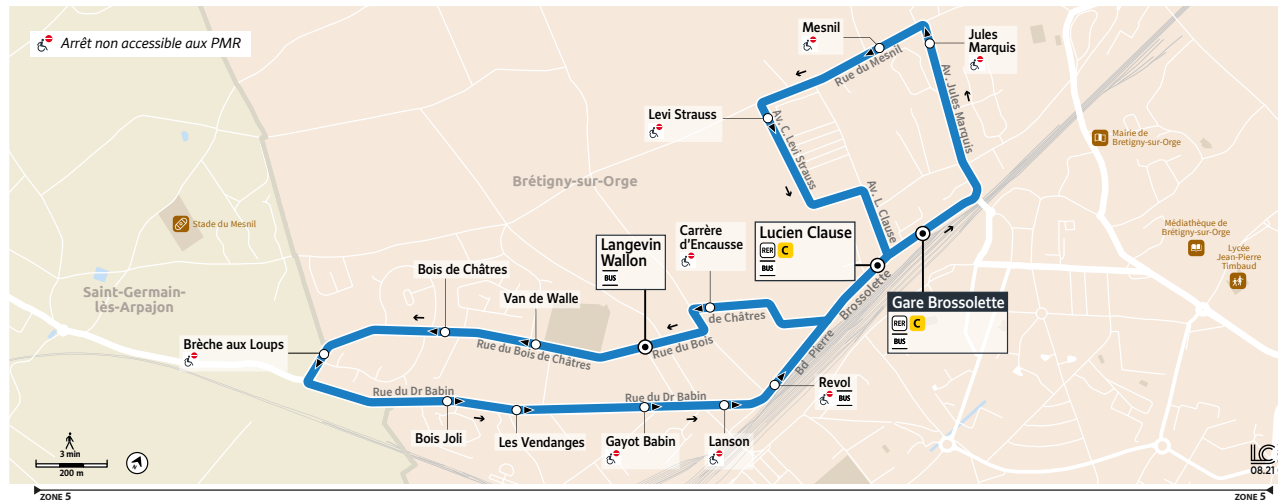 Arrêt non accessible aux PMR
Mesnil
Jules
Marquis
Rue du Mesnil
Av. Jules Marquis
Levi Strauss
Av. C. Levi Strauss
Mairie de
Bretigny-sur-Orge
Brétigny-sur-Orge
Av. L. Clause
Stade du Mesnil
Médiathèque de
Brétigny-sur-Orge
Lycée
Jean-Pierre
Timbaud
Carrère
d'Encausse
Lucien Clause
RER C
BUS
Langevin
Wallon
BUS
Bois de Châtres
Saint-Germain-
lès-Arpajon
Van de Walle
Gare Brossolette
RER C
BUS
de Châtres
Bd Pierre Brossolette
Brèche aux Loups
Rue du Bois de Châtres
Rue du Bois
Rue du Dr Babin
Rue du Dr Babin
Revol
BUS
Bois Joli
Les Vendanges
Gayot Babin
Lanson
3 min
200 m
LC
08.21
ZONE 5
ZONE 5